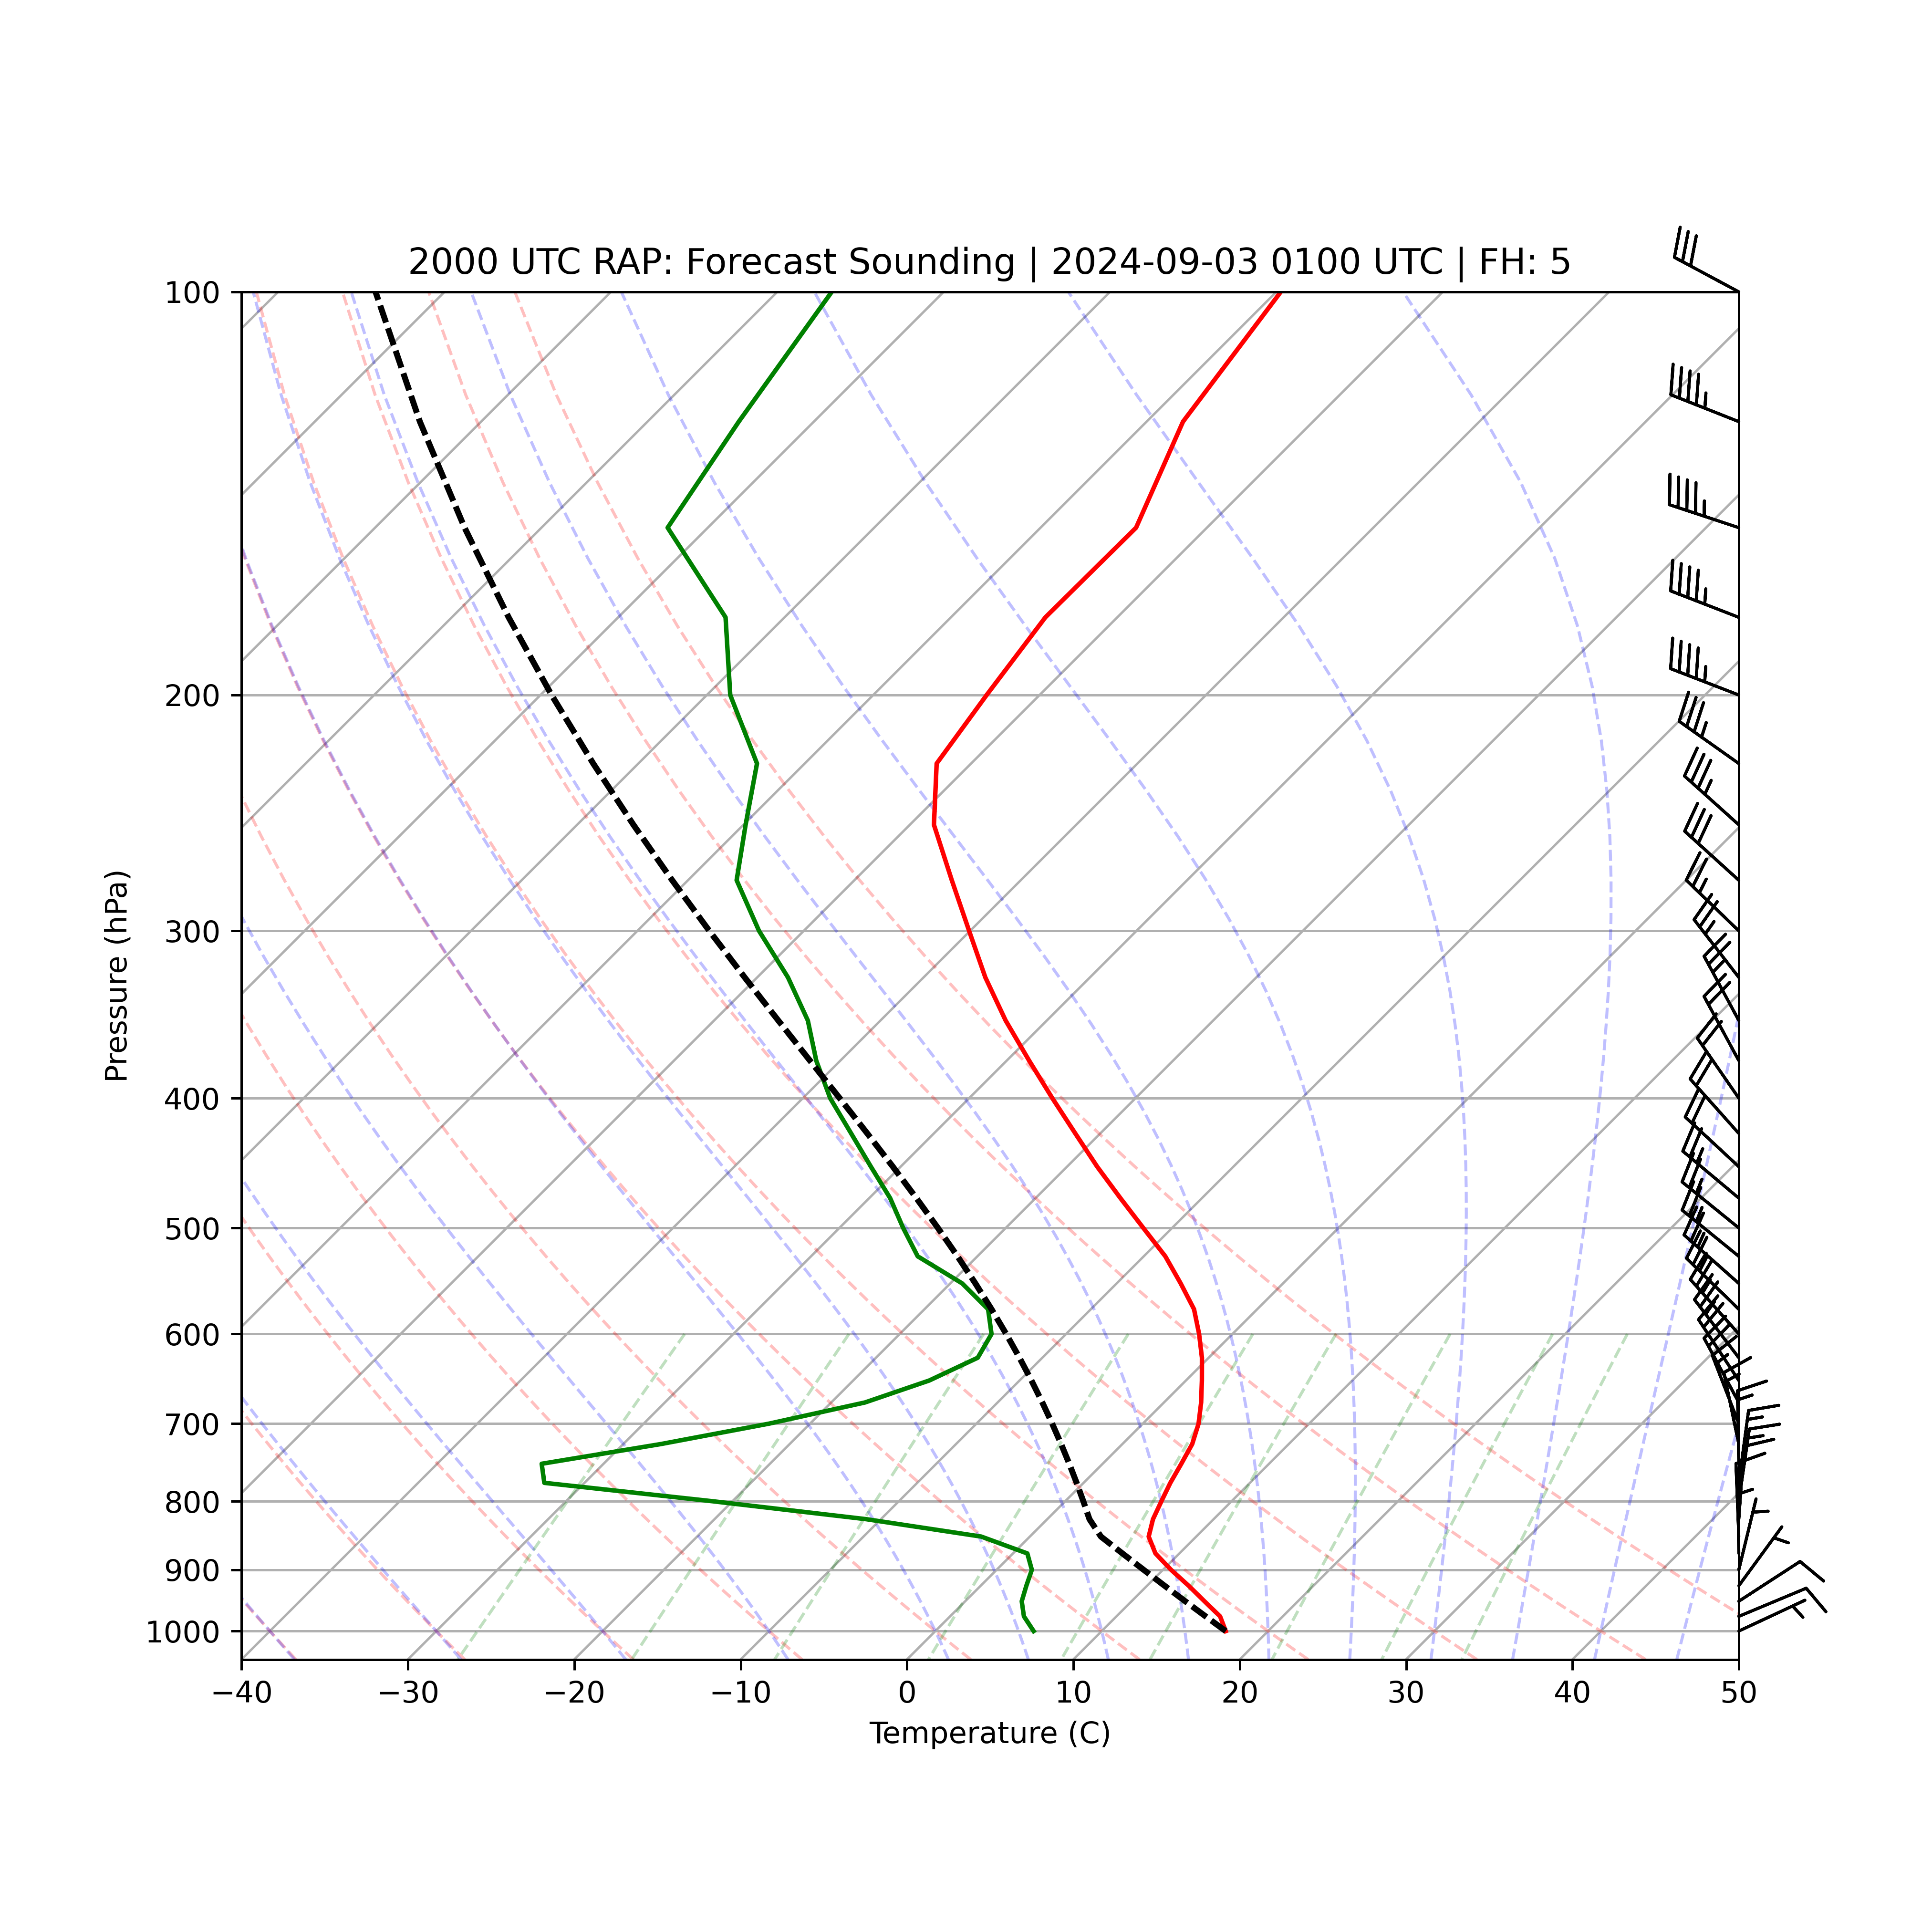 2000 UTC RAP: Forecast Sounding | 2024-09-03 0100 UTC | FH: 5
100
200
300
400
500
600
700
800
900
1000
Pressure (hPa)
−40 −30 −20 −10 0 10 20 30 40 50
Temperature (C)